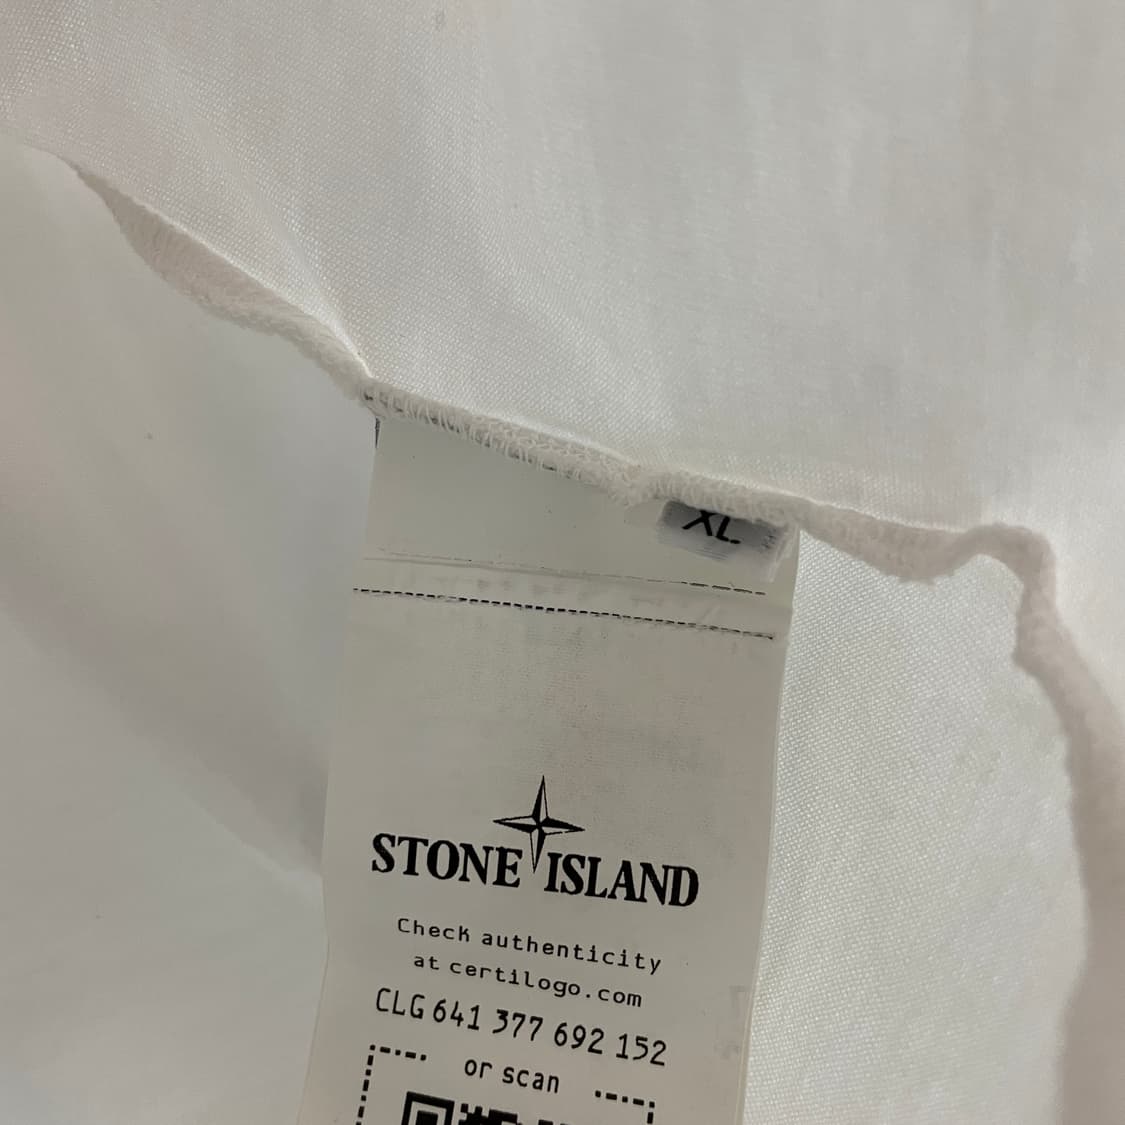 XL
STONE ISLAND
Check authenticity
at certilogo.com
CLG 641 377 692 152
or scan